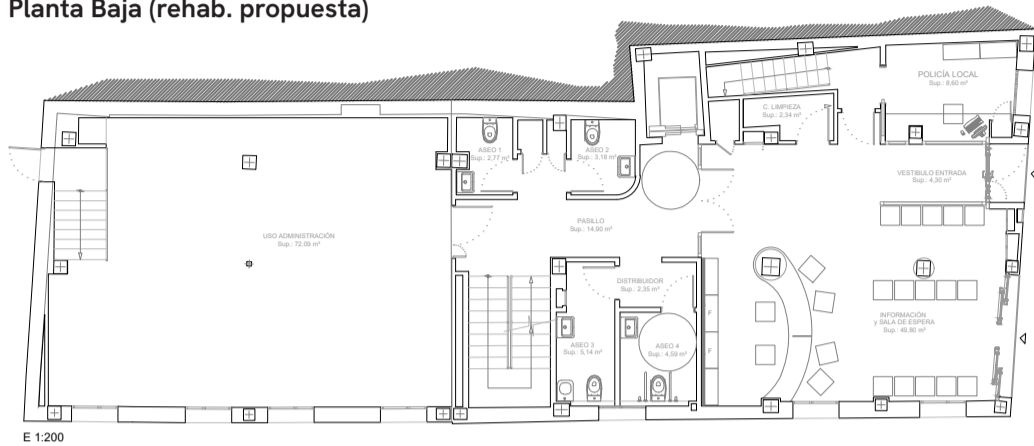 Planta Baja (rehab. propuesta)
POLICÍA LOCAL
Sup.: 8,60 m²
C. LIMPIEZA
Sup.: 2,34 m²
ASEO 1
Sup.: 2,77 m²
ASEO 2
Sup.: 3,18 m²
VESTIBULO ENTRADA
Sup.: 4,30 m²
PASILLO
Sup.: 14,90 m²
USO ADMINISTRACIÓN
Sup.: 72,09 m²
DISTRIBUIDOR
Sup.: 2,35 m²
F
INFORMACIÓN
y SALA DE ESPERA
Sup.: 49,80 m²
ASEO 3
Sup.: 5,14 m²
ASEO 4
Sup.: 4,59 m²
F
E 1:200